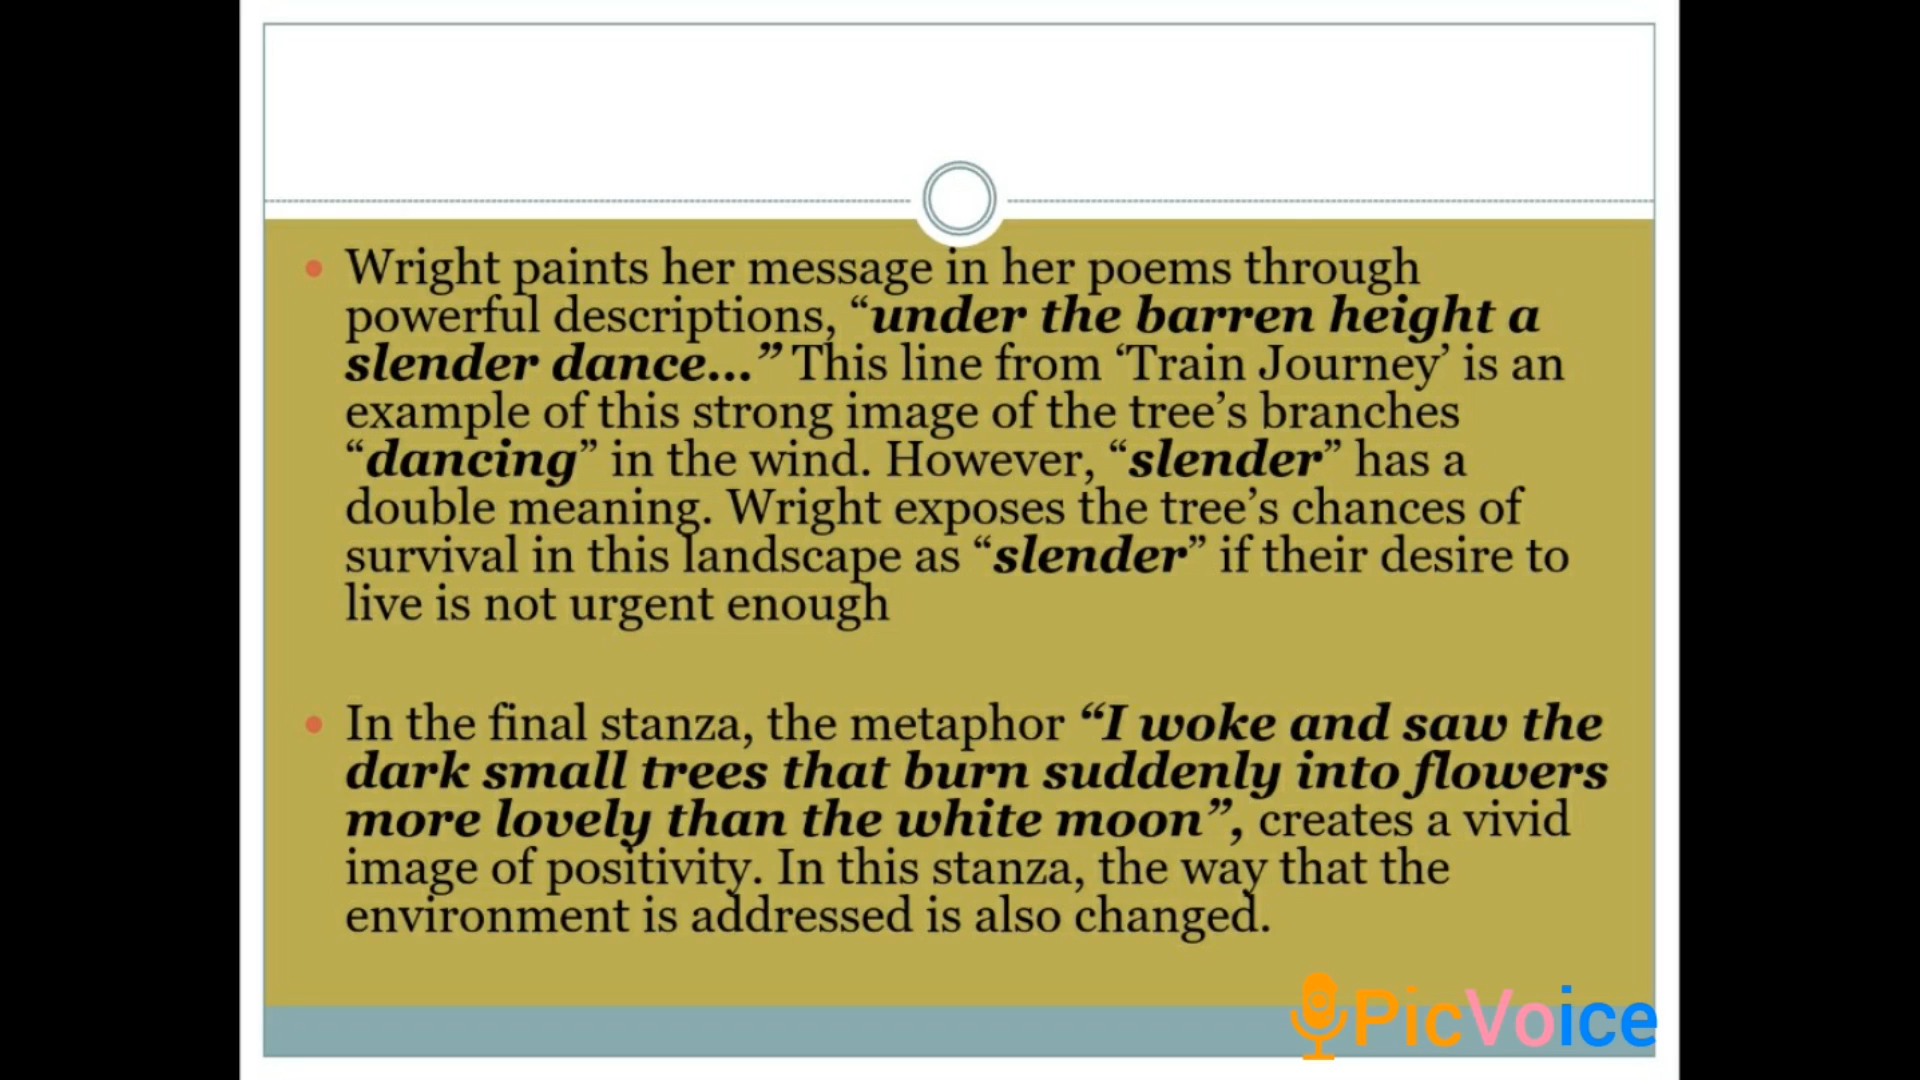 • Wright paints her message in her poems through
powerful descriptions, “under the barren height a
slender dance...” This line from ‘Train Journey’ is an
example of this strong image of the tree’s branches
“dancing” in the wind. However, “slender” has a
double meaning. Wright exposes the tree’s chances of
survival in this landscape as “slender” if their desire to
live is not urgent enough
• In the final stanza, the metaphor “I woke and saw the
dark small trees that burn suddenly into flowers
more lovely than the white moon”, creates a vivid
image of positivity. In this stanza, the way that the
environment is addressed is also changed.
PicVoice